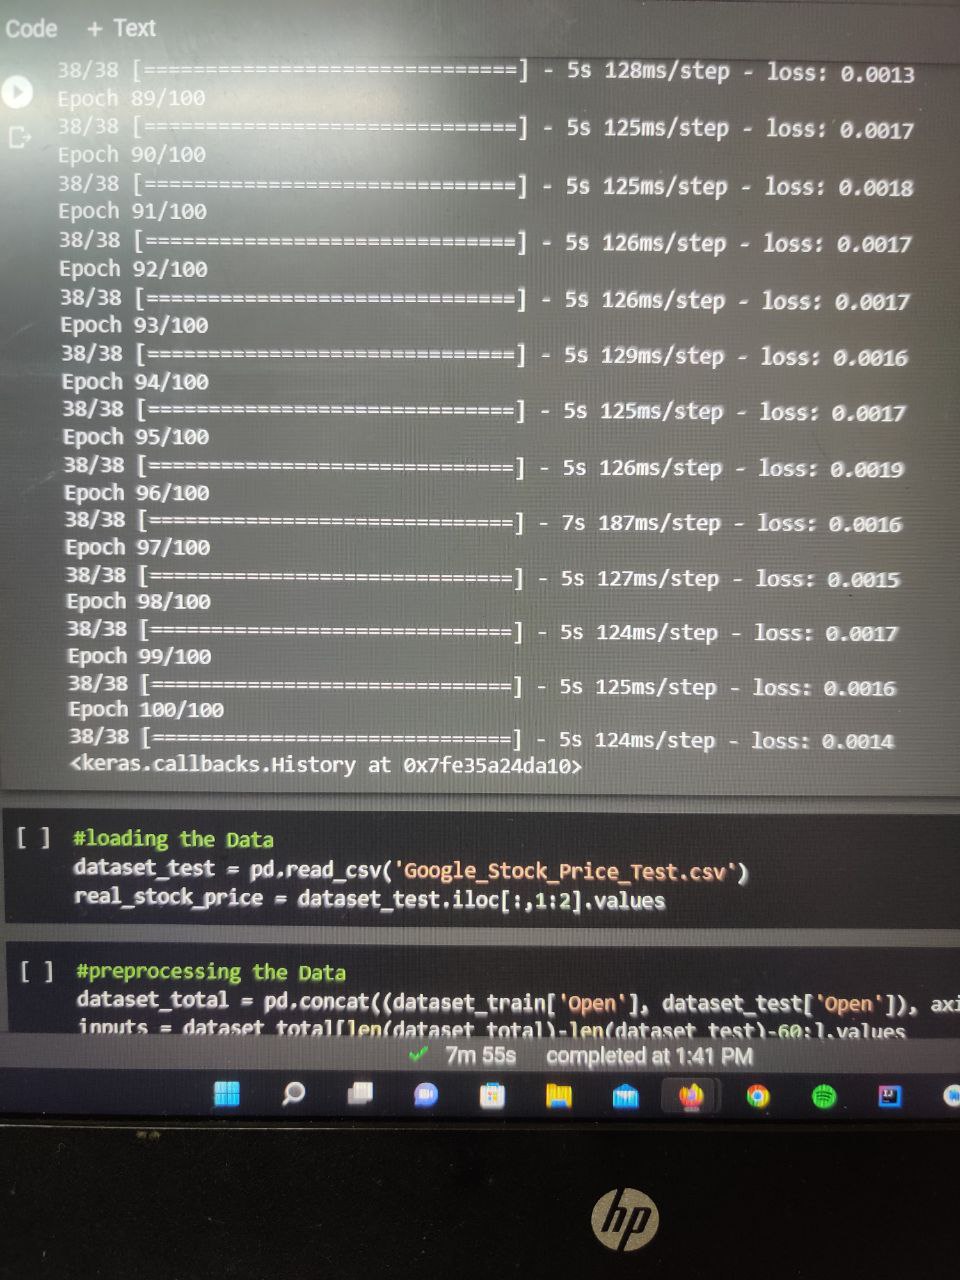 Code + Text
38/38 [==============================] - 5s 128ms/step - loss: 0.0013
Epoch 89/100
38/38 [==============================] - 5s 125ms/step - loss: 0.0017
Epoch 90/100
38/38 [==============================] - 5s 125ms/step - loss: 0.0018
Epoch 91/100
38/38 [==============================] - 5s 126ms/step - loss: 0.0017
Epoch 92/100
38/38 [==============================] - 5s 126ms/step - loss: 0.0017
Epoch 93/100
38/38 [==============================] - 5s 129ms/step - loss: 0.0016
Epoch 94/100
38/38 [==============================] - 5s 125ms/step - loss: 0.0017
Epoch 95/100
38/38 [==============================] - 5s 126ms/step - loss: 0.0019
Epoch 96/100
38/38 [==============================] - 7s 187ms/step - loss: 0.0016
Epoch 97/100
38/38 [==============================] - 5s 127ms/step - loss: 0.0015
Epoch 98/100
38/38 [==============================] - 5s 124ms/step - loss: 0.0017
Epoch 99/100
38/38 [==============================] - 5s 125ms/step - loss: 0.0016
Epoch 100/100
38/38 [==============================] - 5s 124ms/step - loss: 0.0014
<keras.callbacks.History at 0x7fe35a24da10>
[ ] #loading the Data
dataset_test = pd.read_csv('Google_Stock_Price_Test.csv')
real_stock_price = dataset_test.iloc[:,1:2].values
[ ] #preprocessing the Data
dataset_total = pd.concat((dataset_train['Open'], dataset_test['Open']), axi
inputs = dataset_total[len(dataset_total)-len(dataset_test)-60:].values
7m 55s completed at 1:41 PM
hp